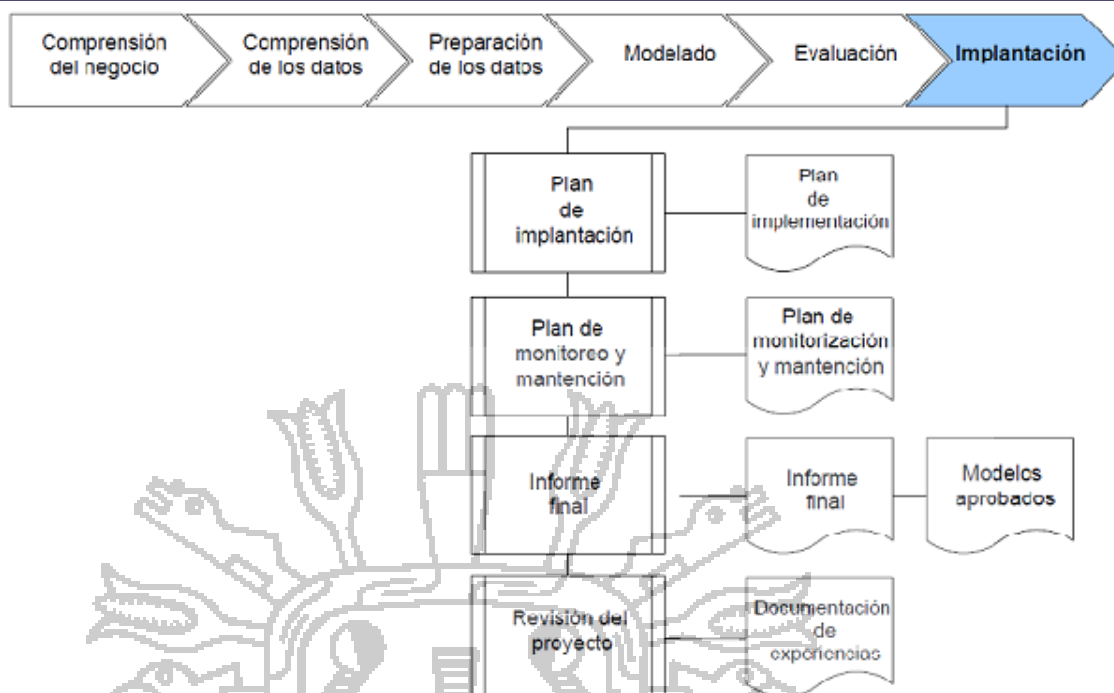 Comprensión
del negocio
Comprensión
de los datos
Preparación
de los datos
Modelado
Evaluación
Implantación
Plan
de
implantación
Plan
de
implementación
Plan de
monitoreo y
mantención
Plan de
monitorización
y mantención
Informe
final
Informe
final
Modelos
aprobados
Revisión del
proyecto
Documentación
de
experiencias